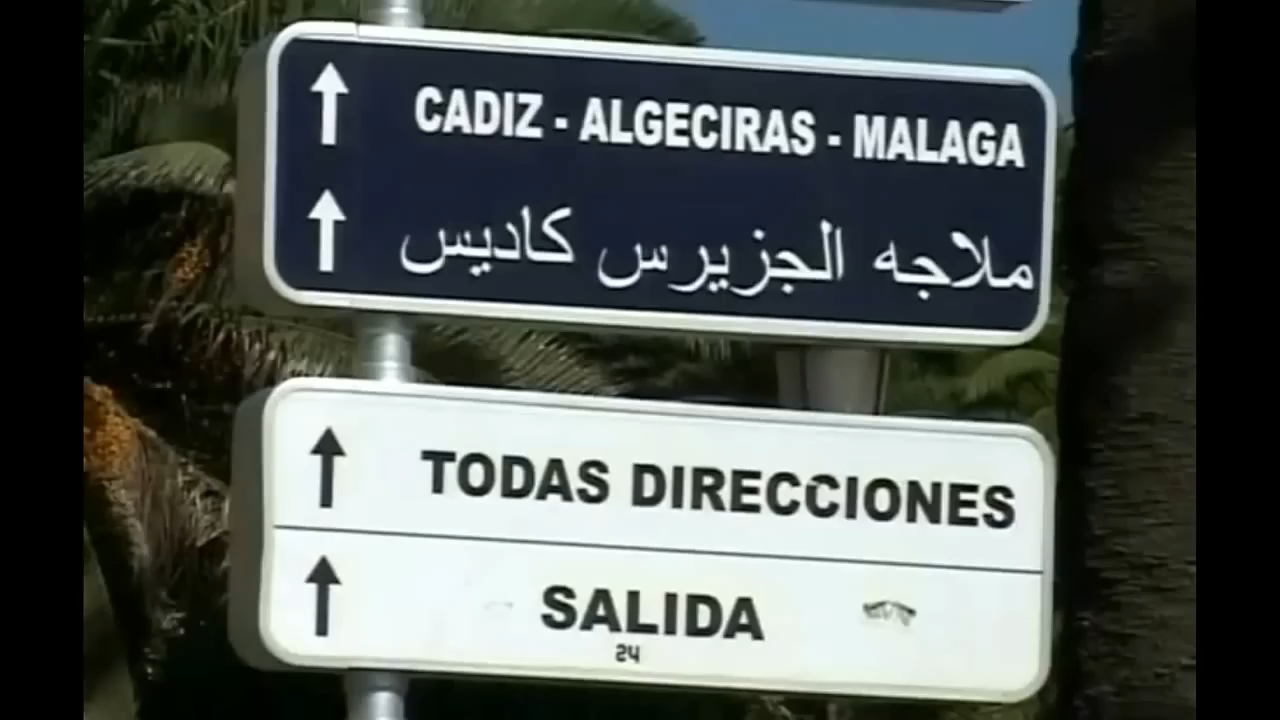 CADIZ - ALGECIRAS - MALAGA
ملاجه الجزيرس كاديس
TODAS DIRECCIONES
SALIDA
24